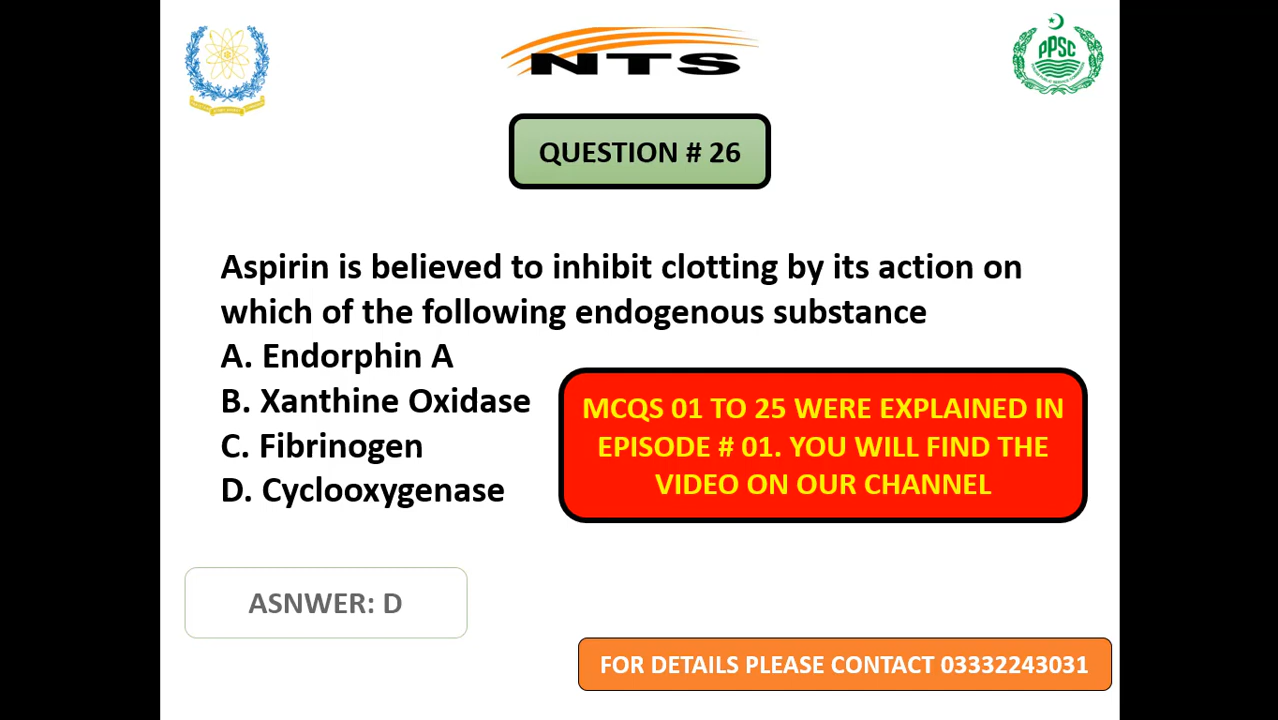 NTS
PPSC
QUESTION # 26
Aspirin is believed to inhibit clotting by its action on
which of the following endogenous substance
A. Endorphin A
B. Xanthine Oxidase
C. Fibrinogen
D. Cyclooxygenase
MCQS 01 TO 25 WERE EXPLAINED IN
EPISODE # 01. YOU WILL FIND THE
VIDEO ON OUR CHANNEL
ASNWER: D
FOR DETAILS PLEASE CONTACT 03332243031